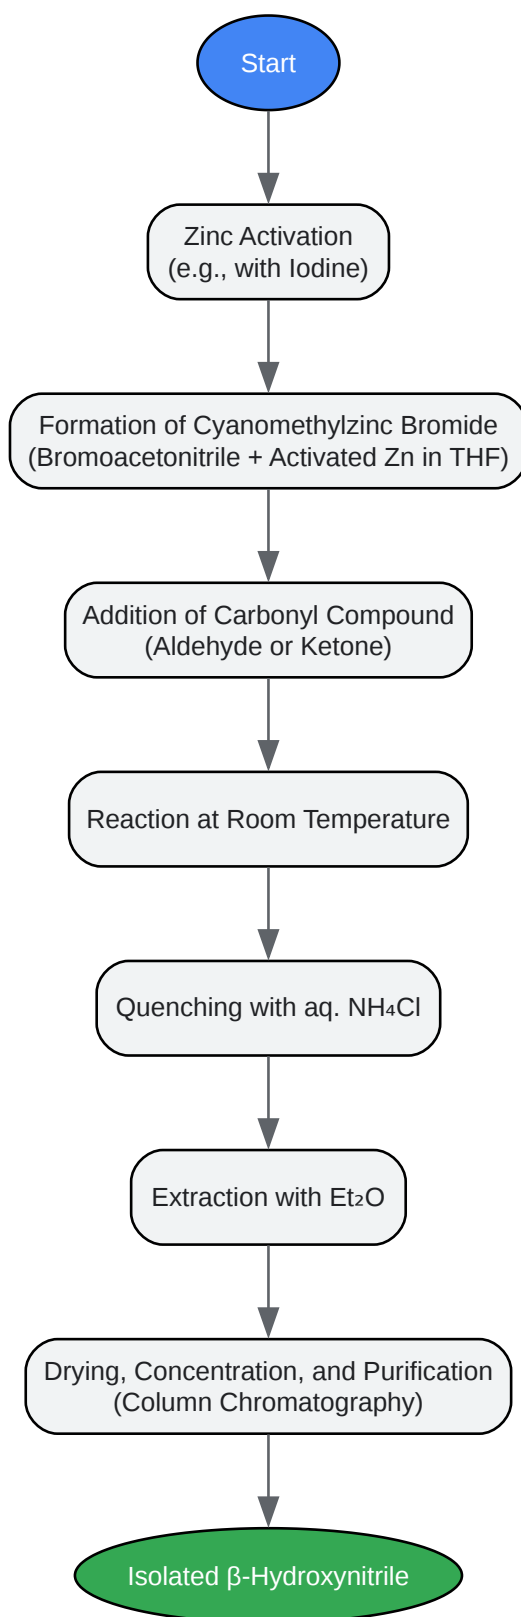 Start
Zinc Activation
(e.g., with Iodine)
Formation of Cyanomethylzinc Bromide
(Bromoacetonitrile + Activated Zn in THF)
Addition of Carbonyl Compound
(Aldehyde or Ketone)
Reaction at Room Temperature
Quenching with aq. NH₄Cl
Extraction with Et₂O
Drying, Concentration, and Purification
(Column Chromatography)
Isolated β-Hydroxynitrile